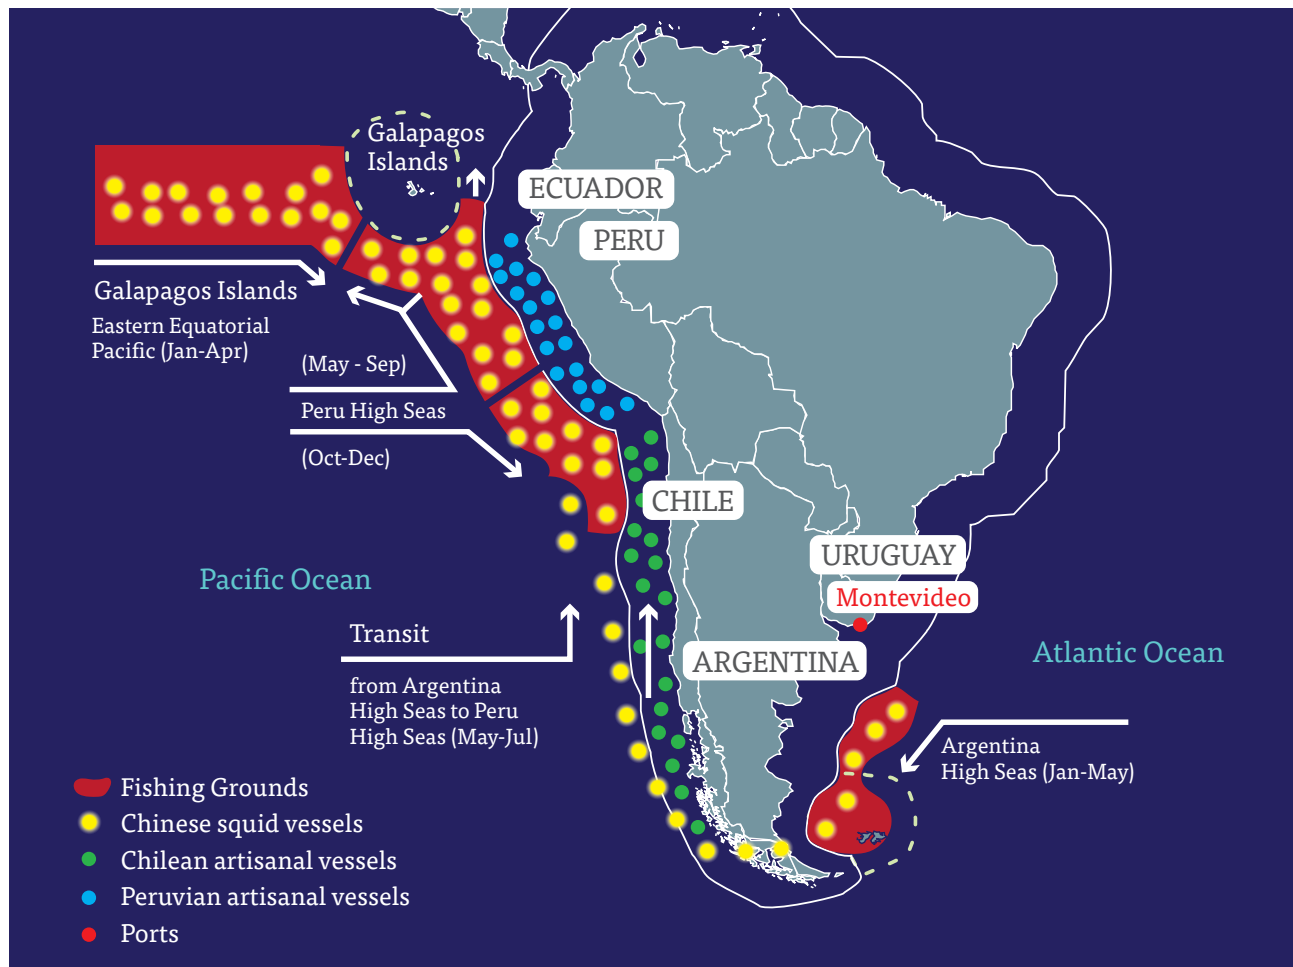 Galapagos
Islands
ECUADOR
PERU
Galapagos Islands
Eastern Equatorial
Pacific (Jan-Apr)
(May - Sep)
Peru High Seas
(Oct-Dec)
CHILE
URUGUAY
Montevideo
Pacific Ocean
Transit
from Argentina
High Seas to Peru
High Seas (May-Jul)
ARGENTINA
Atlantic Ocean
Argentina
High Seas (Jan-May)
Fishing Grounds
Chinese squid vessels
Chilean artisanal vessels
Peruvian artisanal vessels
Ports